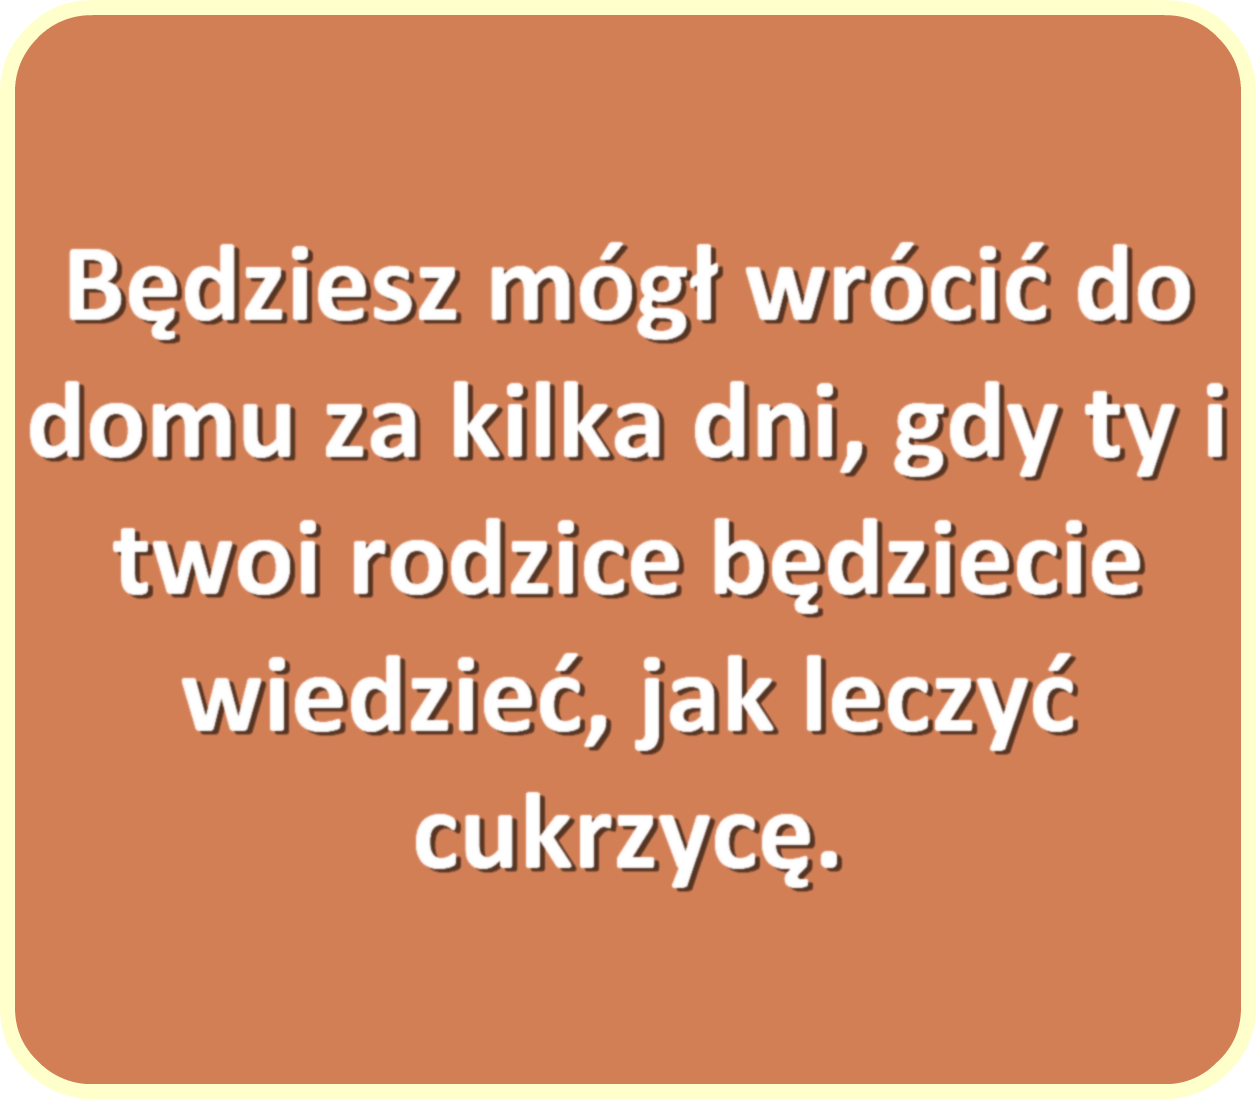 Będziesz mógł wrócić do
domu za kilka dni, gdy ty i
twoi rodzice będziecie
wiedzieć, jak leczyć
cukrzycę.